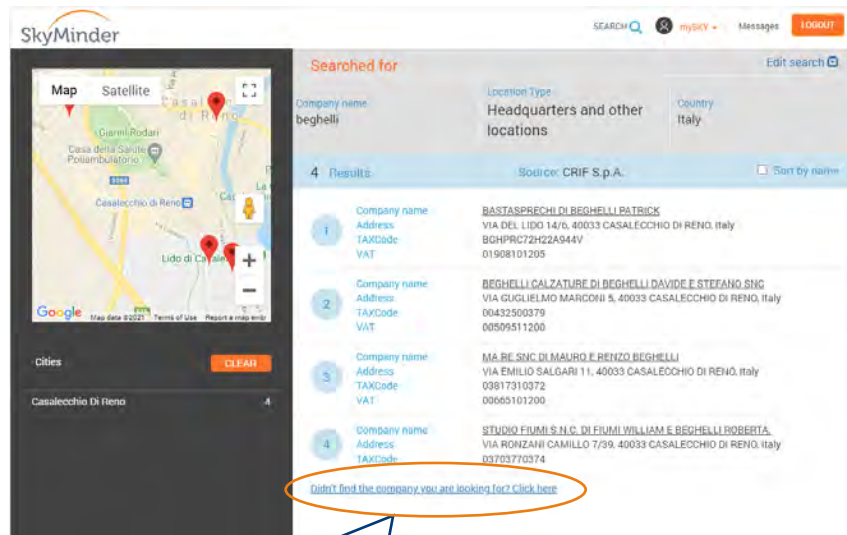 SkyMinder
SEARCH
mySKY
Messages
LOGOUT
Map Satellite
Casalecchio
di Reno
Gianni Rodari
Casa della Salute
Poliambulatorio
Casalecchio di Reno
Lido di Casale
+
−
Google
Map data ©2021 Terms of Use Report a map error
Cities
CLEAR
Casalecchio Di Reno 4
Searched for
Edit search
Company name
beghelli
Location Type
Headquarters and other
locations
Country
Italy
4 Results
Source: CRIF S.p.A.
Sort by name
1
Company name BASTASPRECHI DI BEGHELLI PATRICK
Address VIA DEL LIDO 14/6, 40033 CASALECCHIO DI RENO, Italy
TAXCode BGHPRC72H22A944V
VAT 01908101205
2
Company name BEGHELLI CALZATURE DI BEGHELLI DAVIDE E STEFANO SNC
Address VIA GUGLIELMO MARCONI 5, 40033 CASALECCHIO DI RENO, Italy
TAXCode 00432500379
VAT 00509511200
3
Company name MA.RE SNC DI MAURO E RENZO BEGHELLI
Address VIA EMILIO SALGARI 11, 40033 CASALECCHIO DI RENO, Italy
TAXCode 03817310372
VAT 00665101200
4
Company name STUDIO FIUMI S.N.C. DI FIUMI WILLIAM E BEGHELLI ROBERTA.
Address VIA RONZANI CAMILLO 7/39, 40033 CASALECCHIO DI RENO, Italy
TAXCode 03703770374
Didn't find the company you are looking for? Click here